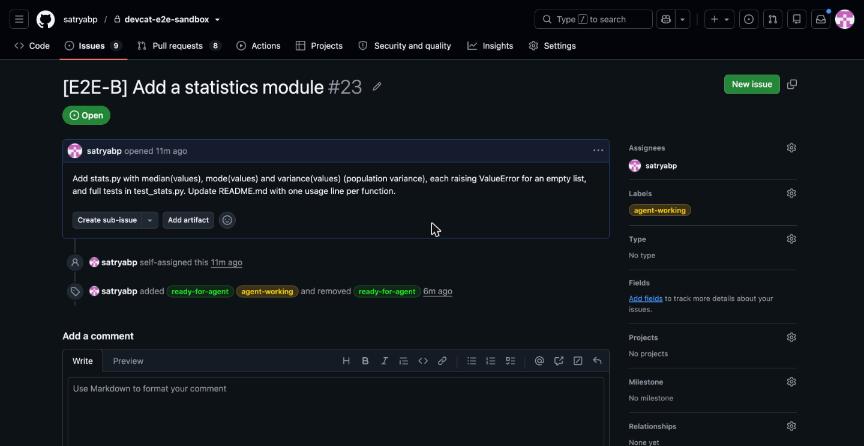 satryabp / devcat-e2e-sandbox
Type / to search
Code
Issues 9
Pull requests 8
Actions
Projects
Security and quality
Insights
Settings
[E2E-B] Add a statistics module #23
New issue
Open
satryabp opened 11m ago
Add stats.py with median(values), mode(values) and variance(values) (population variance), each raising ValueError for an empty list,
and full tests in test_stats.py. Update README.md with one usage line per function.
Create sub-issue
Add artifact
satryabp self-assigned this 11m ago
satryabp added ready-for-agent agent-working and removed ready-for-agent 6m ago
Add a comment
Write
Preview
Use Markdown to format your comment
Assignees
satryabp
Labels
agent-working
Type
No type
Fields
Add fields to track more details about your
issues.
Projects
No projects
Milestone
No milestone
Relationships
None yet